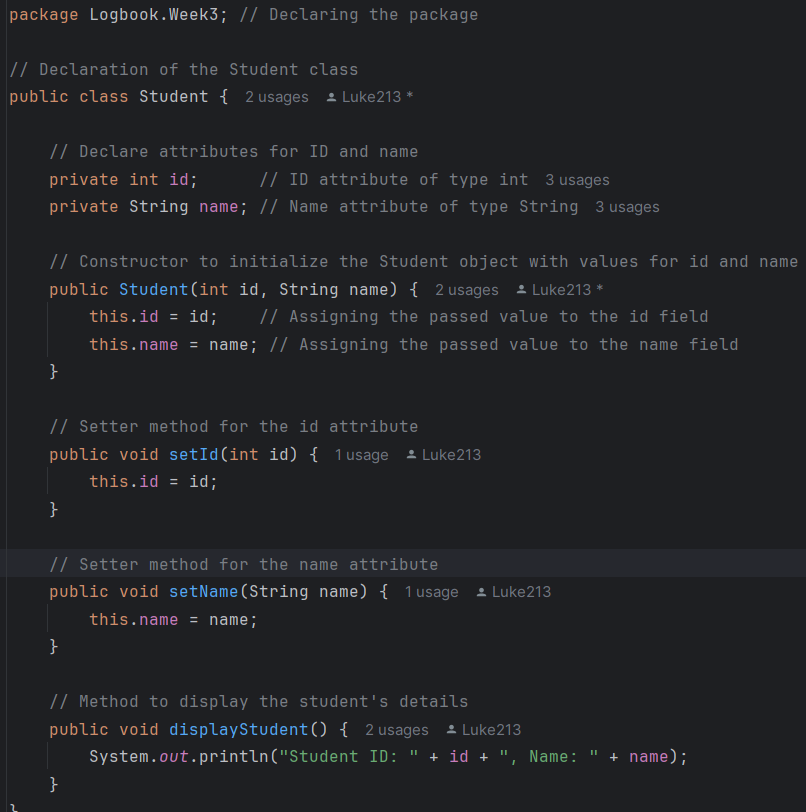 package Logbook.Week3; // Declaring the package
// Declaration of the Student class
public class Student { 2 usages Luke213 *
// Declare attributes for ID and name
private int id; // ID attribute of type int 3 usages
private String name; // Name attribute of type String 3 usages
// Constructor to initialize the Student object with values for id and name
public Student(int id, String name) { 2 usages Luke213 *
this.id = id; // Assigning the passed value to the id field
this.name = name; // Assigning the passed value to the name field
}
// Setter method for the id attribute
public void setId(int id) { 1 usage Luke213
this.id = id;
}
// Setter method for the name attribute
public void setName(String name) { 1 usage Luke213
this.name = name;
}
// Method to display the student's details
public void displayStudent() { 2 usages Luke213
System.out.println("Student ID: " + id + ", Name: " + name);
}
}